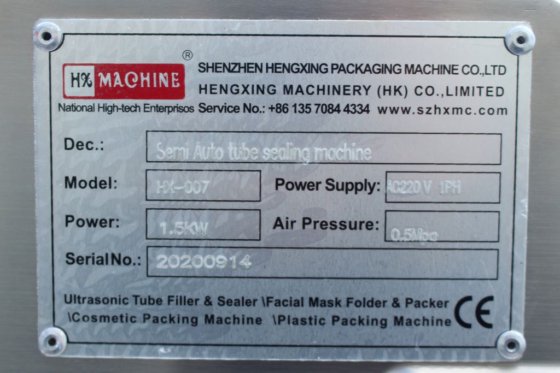 ®
HX MACHINE
SHENZHEN HENGXING PACKAGING MACHINE CO.,LTD
HENGXING MACHINERY (HK) CO.,LIMITED
National High-tech Enterprisos Service No.: +86 135 7084 4334 www.szhxmc.com
Dec.: Semi Auto tube sealing machine
Model: HX-007 Power Supply: AC220V 1PH
Power: 1.5KW Air Pressure: 0.5Mpa
Serial No.: 20200914
Ultrasonic Tube Filler & Sealer \Facial Mask Folder & Packer
\Cosmetic Packing Machine \Plastic Packing Machine CE